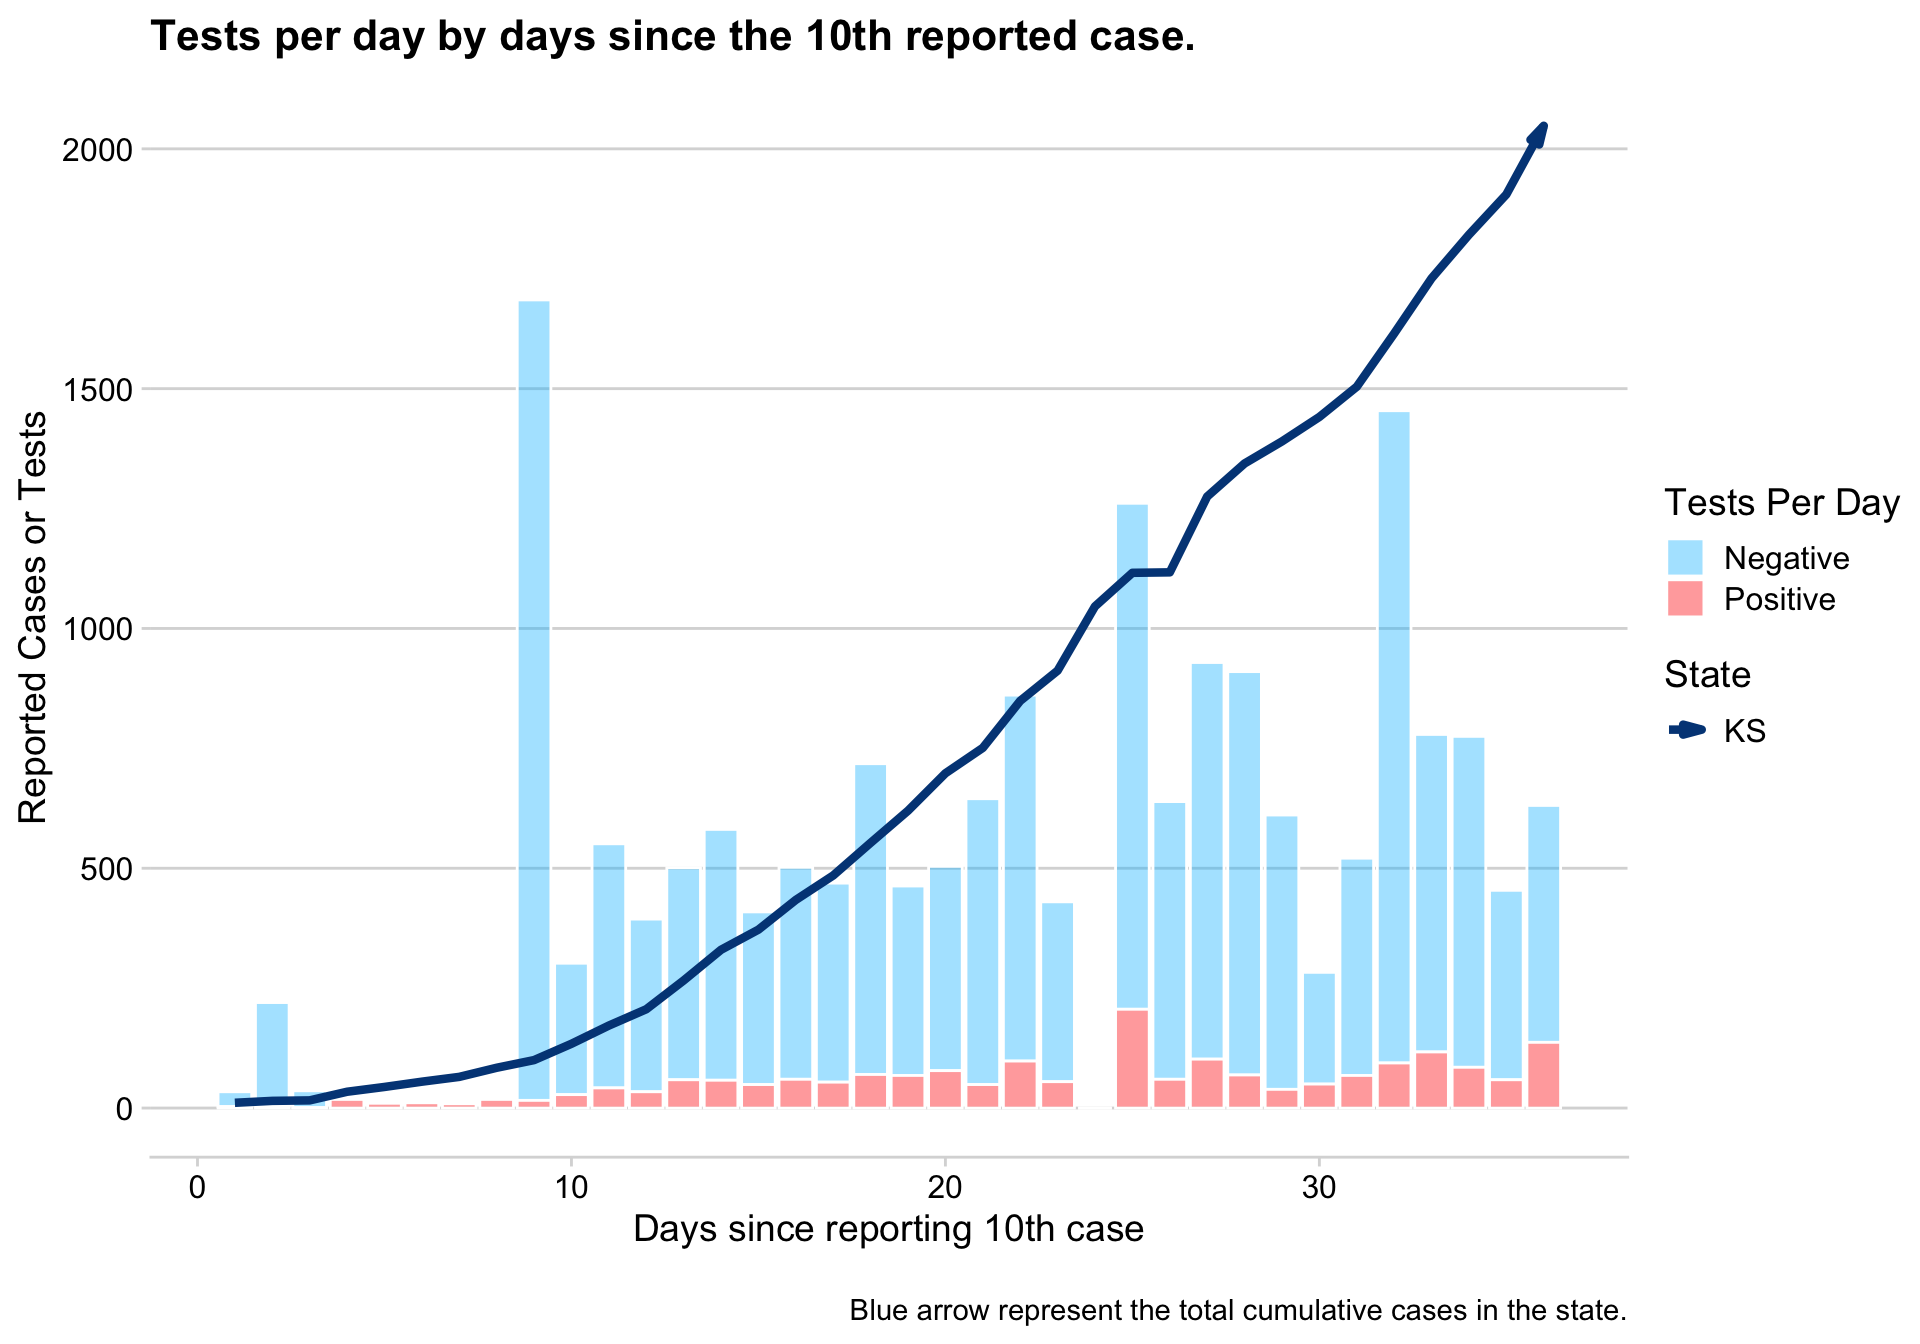 Tests per day by days since the 10th reported case.
2000
1500
1000
500
0
Reported Cases or Tests
0 10 20 30
Days since reporting 10th case
Tests Per Day
Negative
Positive
State
KS
Blue arrow represent the total cumulative cases in the state.